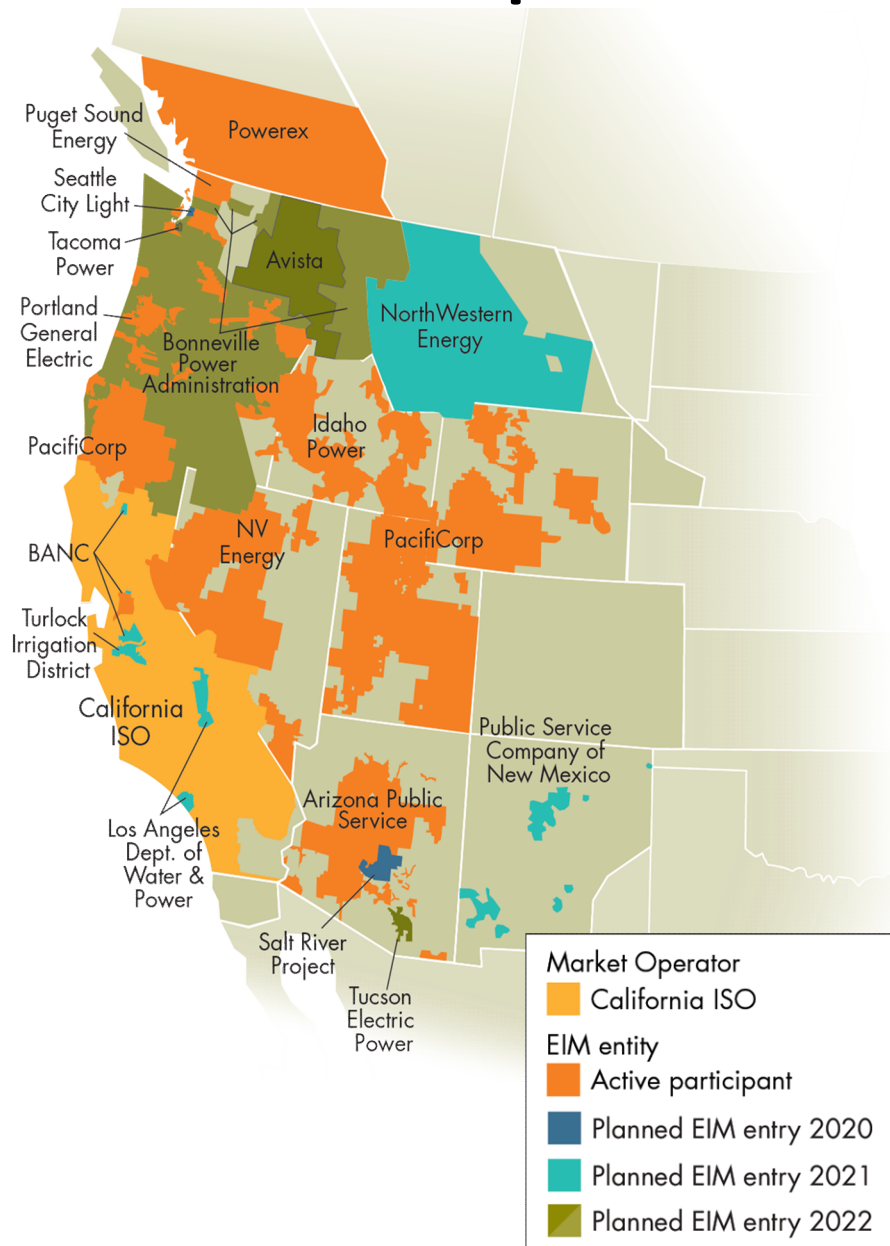 Powerex
Puget Sound
Energy
Seattle
City Light
Tacoma
Power
Avista
Portland
General
Electric
NorthWestern
Energy
Bonneville
Power
Administration
Idaho
Power
PacifiCorp
NV
Energy
PacifiCorp
BANC
Turlock
Irrigation
District
California
ISO
Public Service
Company of
New Mexico
Arizona Public
Service
Los Angeles
Dept. of
Water &
Power
Salt River
Project
Tucson
Electric
Power
Market Operator
California ISO
EIM entity
Active participant
Planned EIM entry 2020
Planned EIM entry 2021
Planned EIM entry 2022